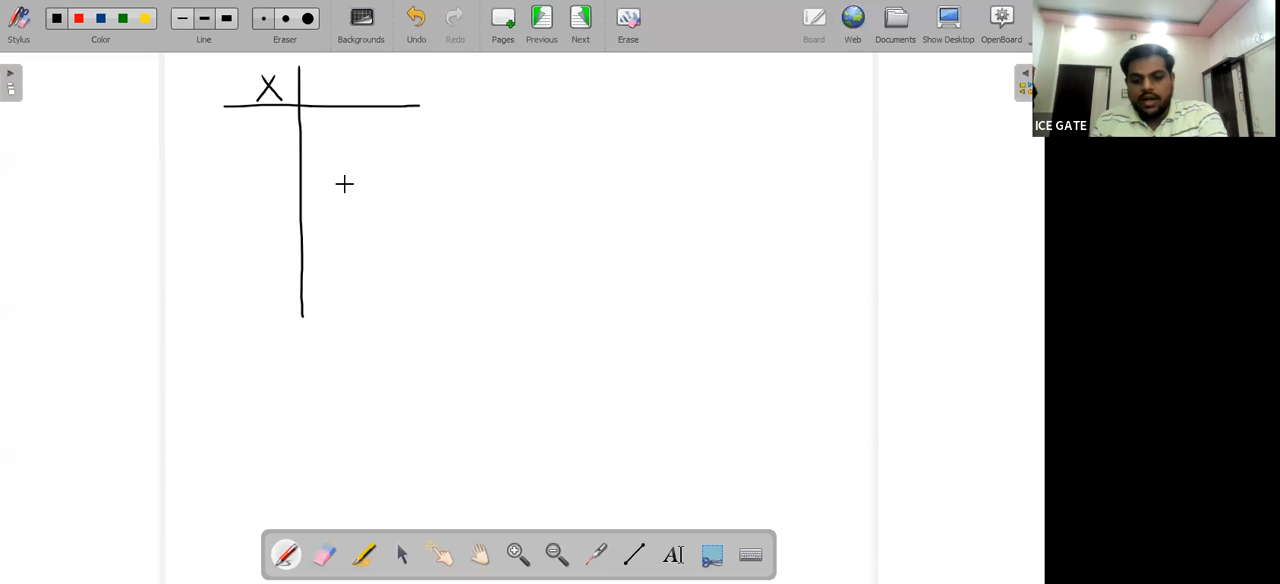 Stylus Color Line Eraser Backgrounds Undo Redo Pages Previous Next Erase Board Web Documents Show Desktop OpenBoard
X
ICE GATE
A